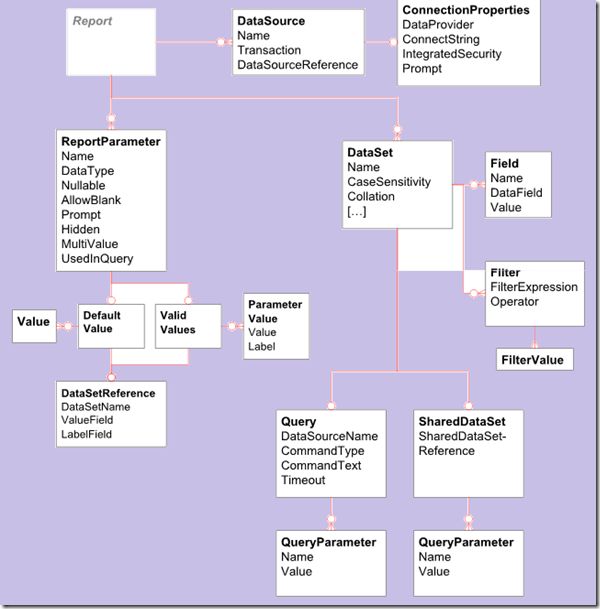 Report
DataSource
Name
Transaction
DataSourceReference
ConnectionProperties
DataProvider
ConnectString
IntegratedSecurity
Prompt
ReportParameter
Name
DataType
Nullable
AllowBlank
Prompt
Hidden
MultiValue
UsedInQuery
DataSet
Name
CaseSensitivity
Collation
[...]
Field
Name
DataField
Value
Filter
FilterExpression
Operator
FilterValue
Value
Default
Value
Valid
Values
Parameter
Value
Value
Label
DataSetReference
DataSetName
ValueField
LabelField
Query
DataSourceName
CommandType
CommandText
Timeout
SharedDataSet
SharedDataSet-
Reference
QueryParameter
Name
Value
QueryParameter
Name
Value